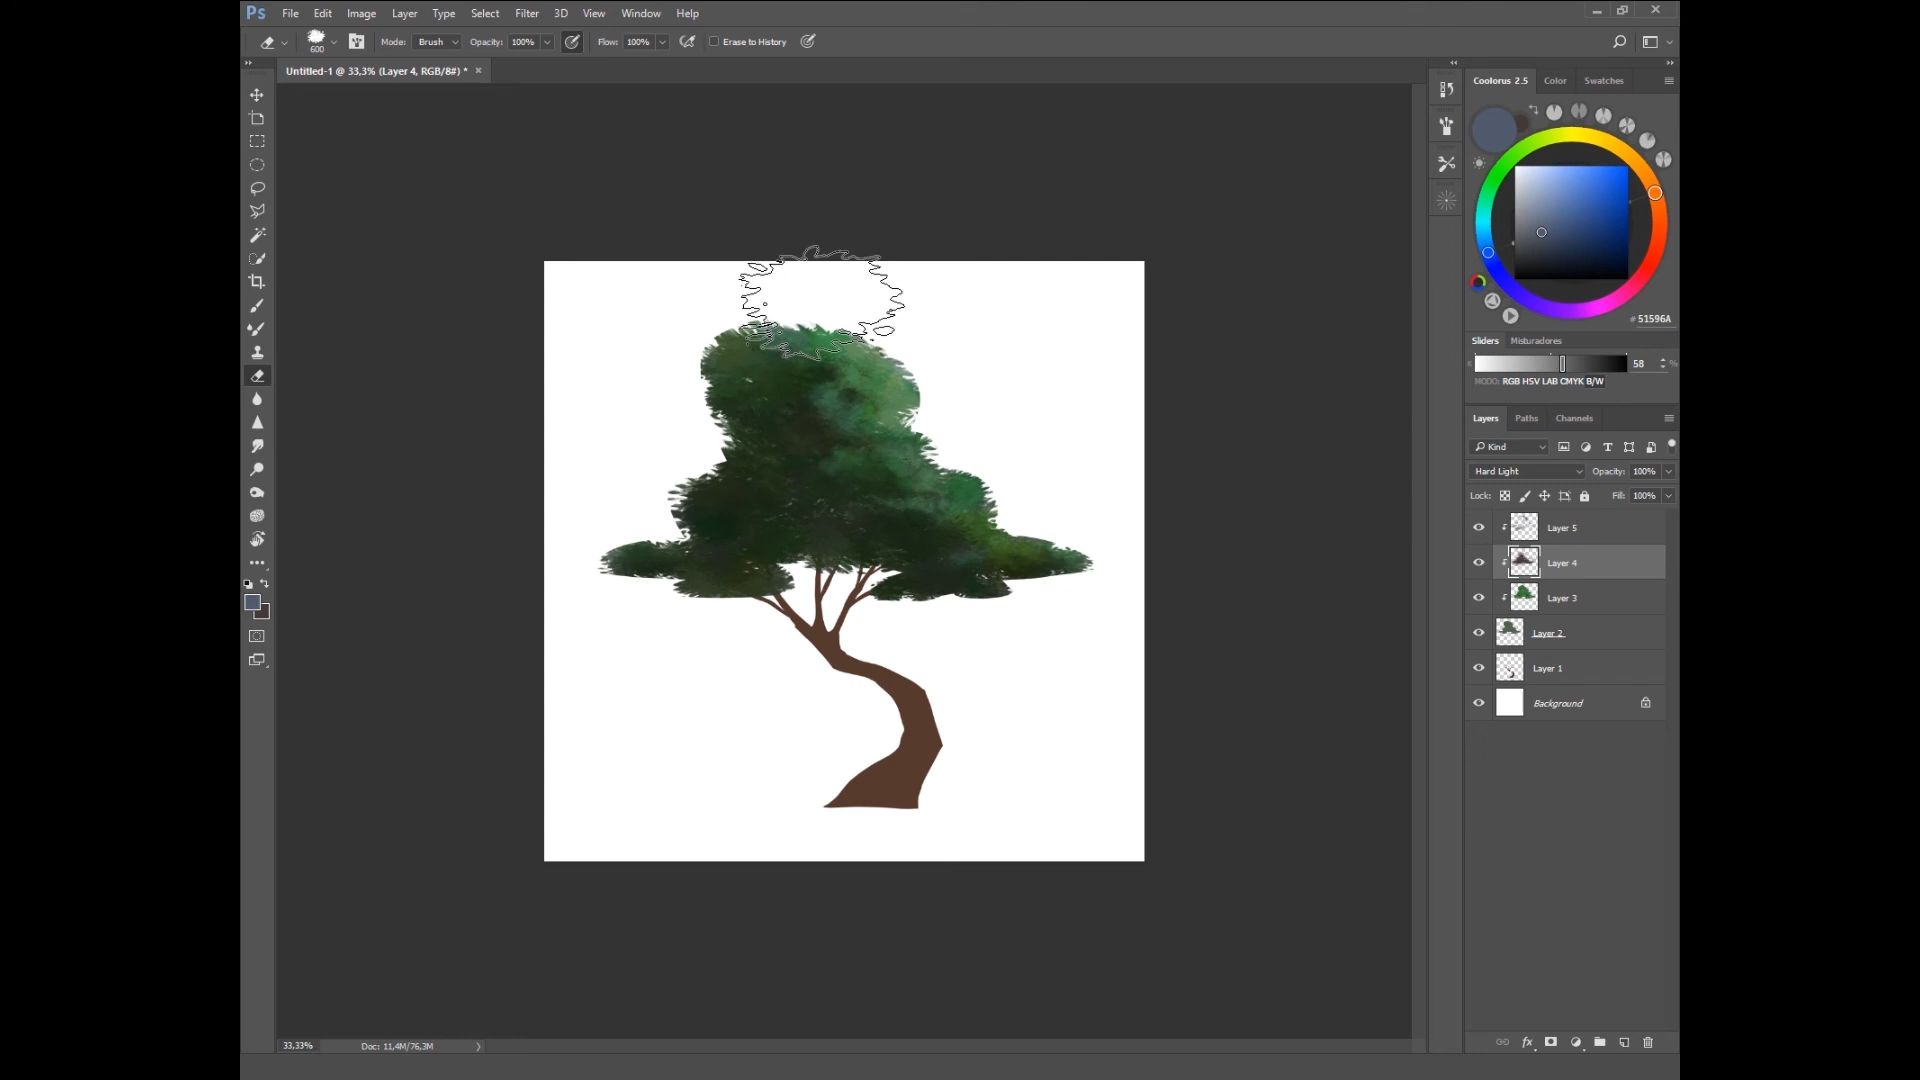 Ps File Edit Image Layer Type Select Filter 3D View Window Help
600 Mode: Brush Opacity: 100% Flow: 100% Erase to History
Untitled-1 @ 33,3% (Layer 4, RGB/8#) * ×
Coolorus 2.5 Color Swatches
# 51596A
Sliders Misturadores
K 58 %
MODO: RGB HSV LAB CMYK B/W
Layers Paths Channels
Kind
Hard Light Opacity: 100%
Lock: Fill: 100%
Layer 5
Layer 4
Layer 3
Layer 2
Layer 1
Background
fx
33,33% Doc: 11,4M/76,3M